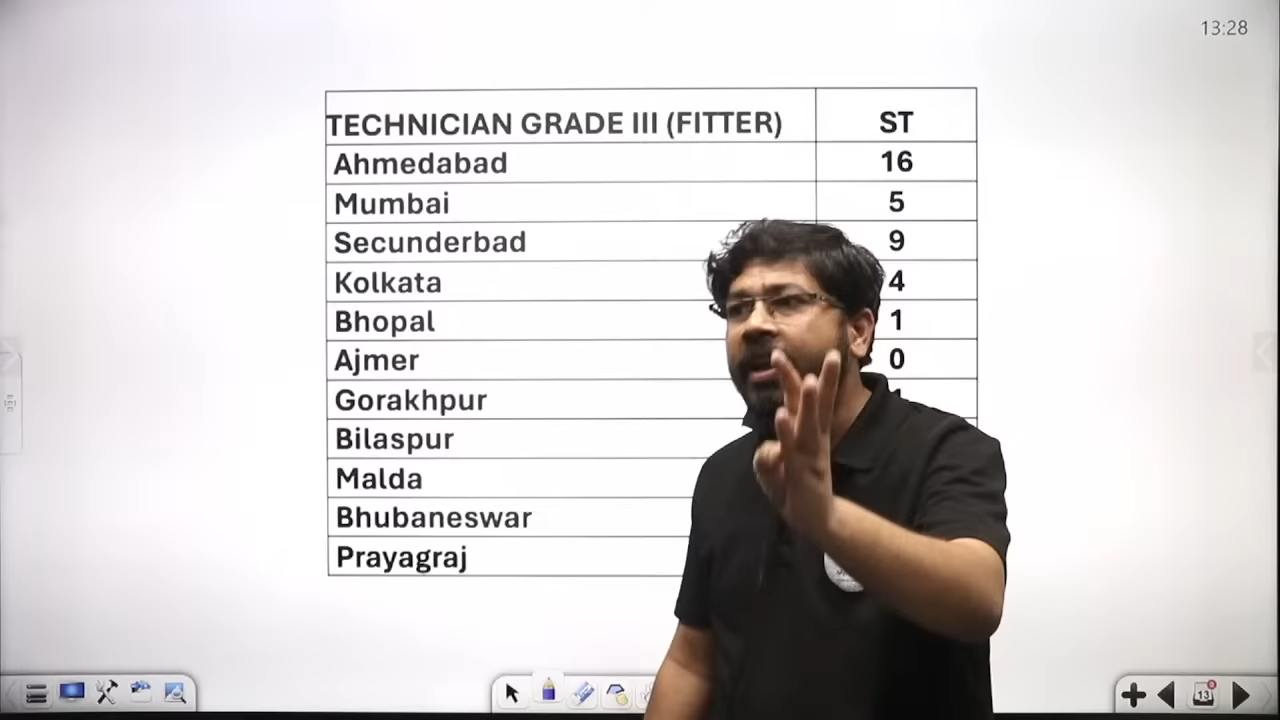 13:28
TECHNICIAN GRADE III (FITTER) ST
Ahmedabad 16
Mumbai 5
Secunderbad 9
Kolkata 4
Bhopal 1
Ajmer 0
Gorakhpur
Bilaspur
Malda
Bhubaneswar
Prayagraj
13